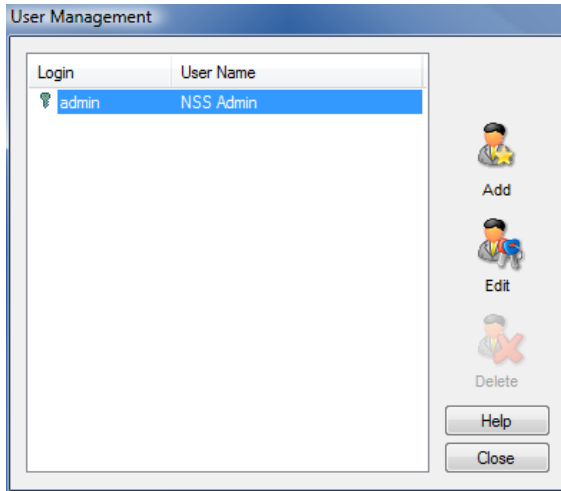 User Management
Login User Name
admin NSS Admin
Add
Edit
Delete
Help
Close